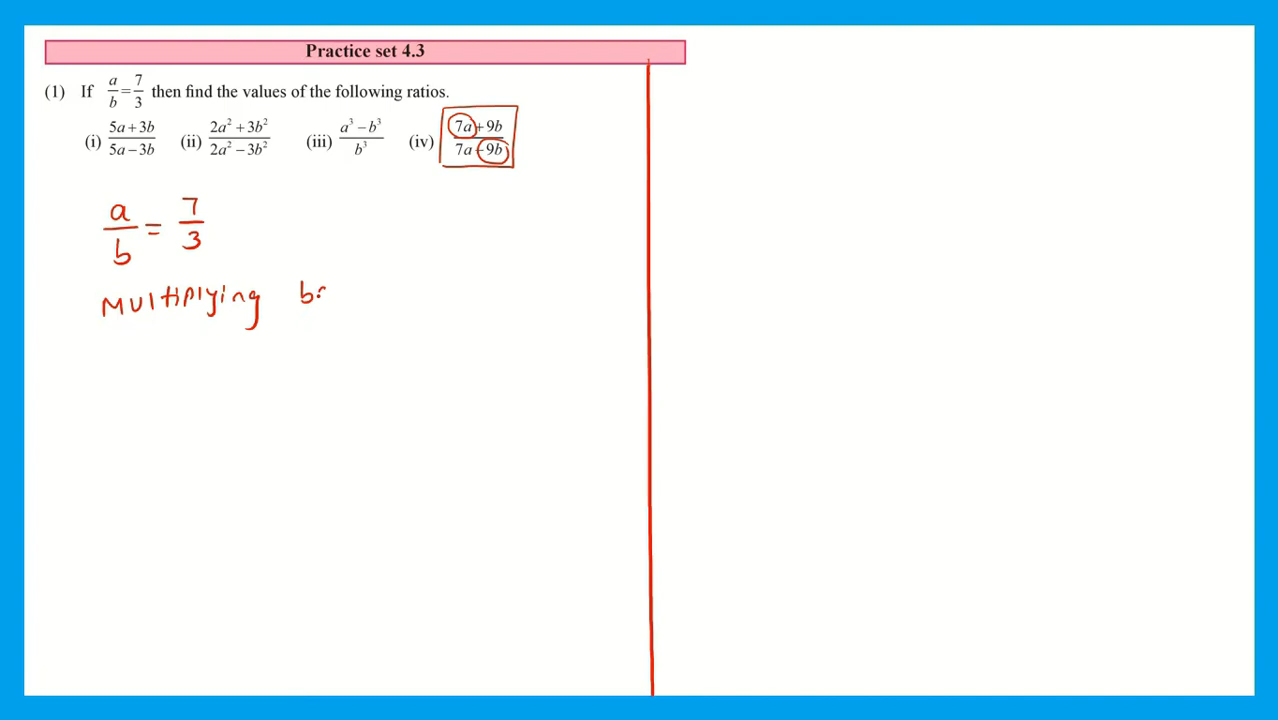 Practice set 4.3
(1) If a/b = 7/3 then find the values of the following ratios.
(i) 5a + 3b / 5a − 3b (ii) 2a² + 3b² / 2a² − 3b² (iii) a³ − b³ / b³ (iv) 7a + 9b / 7a − 9b
a/b = 7/3
Multiplying